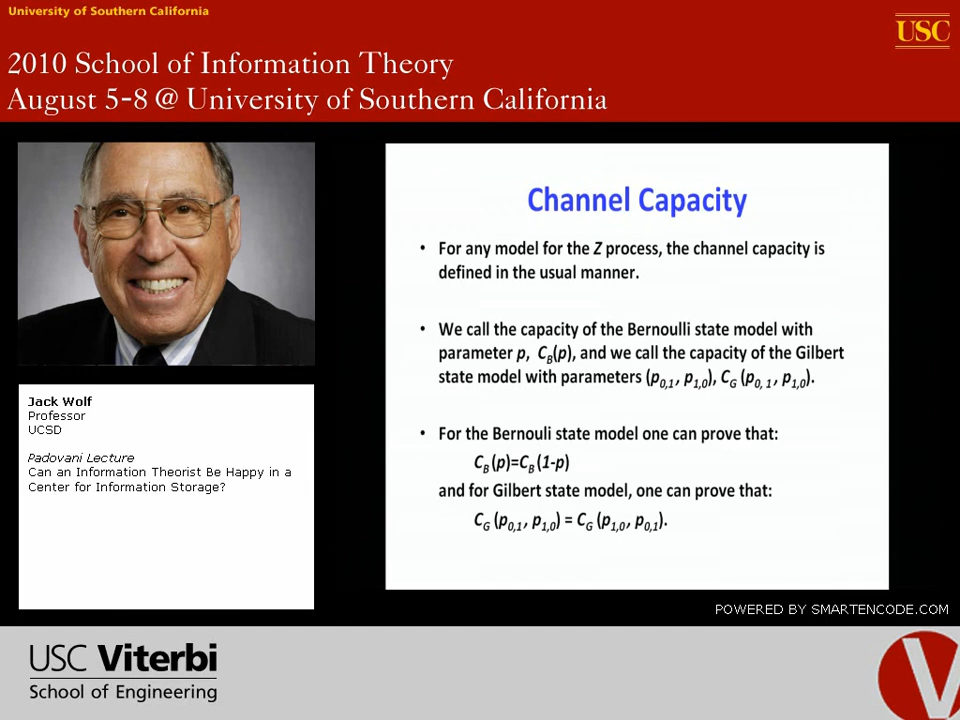 University of Southern California
USC
2010 School of Information Theory
August 5-8 @ University of Southern California
Jack Wolf
Professor
UCSD
Padovani Lecture
Can an Information Theorist Be Happy in a
Center for Information Storage?
Channel Capacity
• For any model for the Z process, the channel capacity is
defined in the usual manner.
• We call the capacity of the Bernoulli state model with
parameter p, C_B(p), and we call the capacity of the Gilbert
state model with parameters (p_0,1 , p_1,0), C_G (p_0, 1 , p_1,0).
• For the Bernouli state model one can prove that:
C_B (p)=C_B (1-p)
and for Gilbert state model, one can prove that:
C_G (p_0,1 , p_1,0) = C_G (p_1,0 , p_0,1).
POWERED BY SMARTENCODE.COM
USC Viterbi
School of Engineering
V